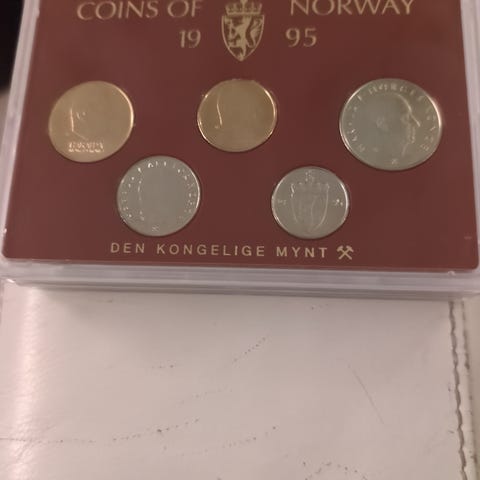 COINS OF NORWAY
19 95
DEN KONGELIGE MYNT